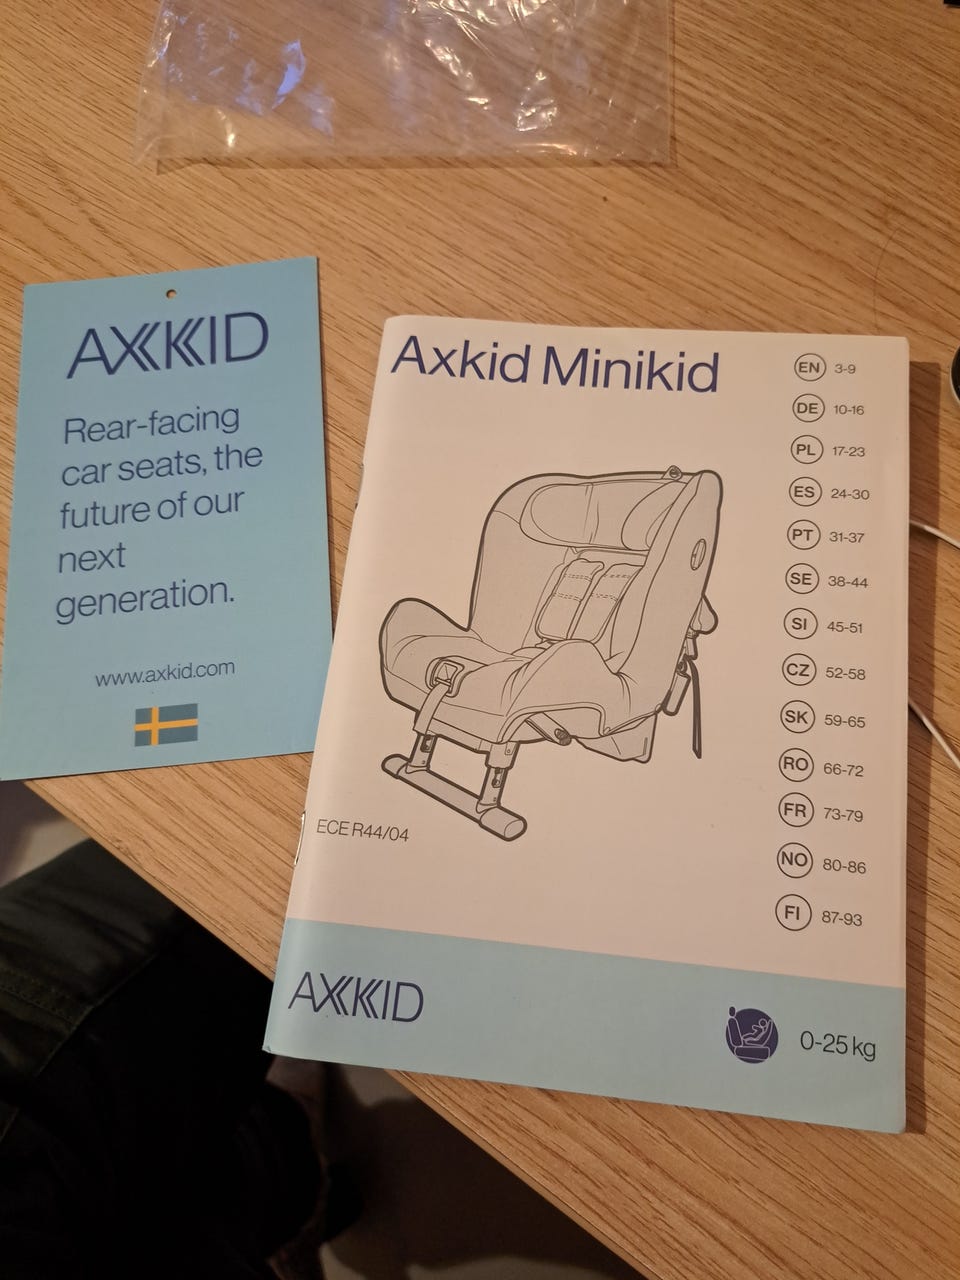 AXKID
Rear-facing
car seats, the
future of our
next
generation.
www.axkid.com
Axkid Minikid
EN 3-9
DE 10-16
PL 17-23
ES 24-30
PT 31-37
SE 38-44
SI 45-51
CZ 52-58
SK 59-65
RO 66-72
FR 73-79
NO 80-86
FI 87-93
ECE R44/04
AXKID
0-25 kg